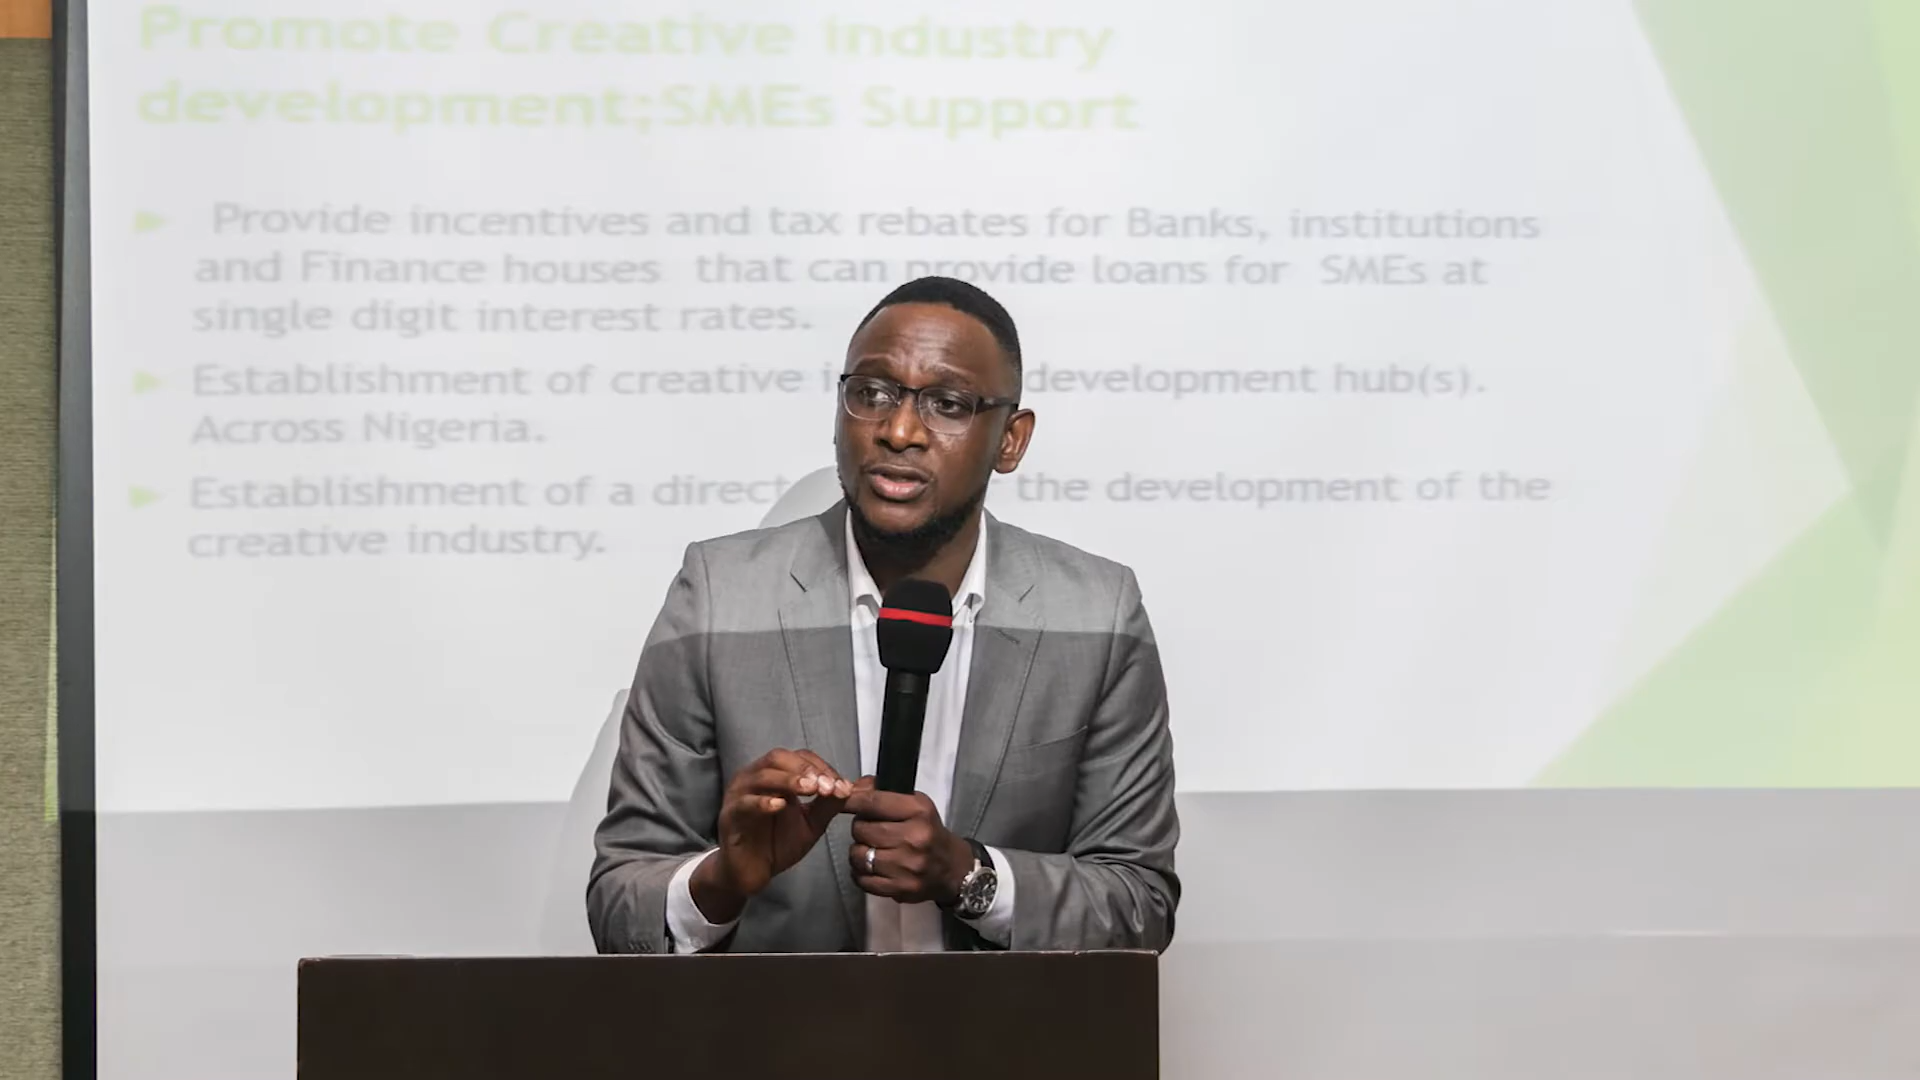 Promote Creative industry
development;SMEs Support
Provide incentives and tax rebates for Banks, institutions
and Finance houses that can provide loans for SMEs at
single digit interest rates.
Establishment of creative development hub(s).
Across Nigeria.
Establishment of a direct the development of the
creative industry.